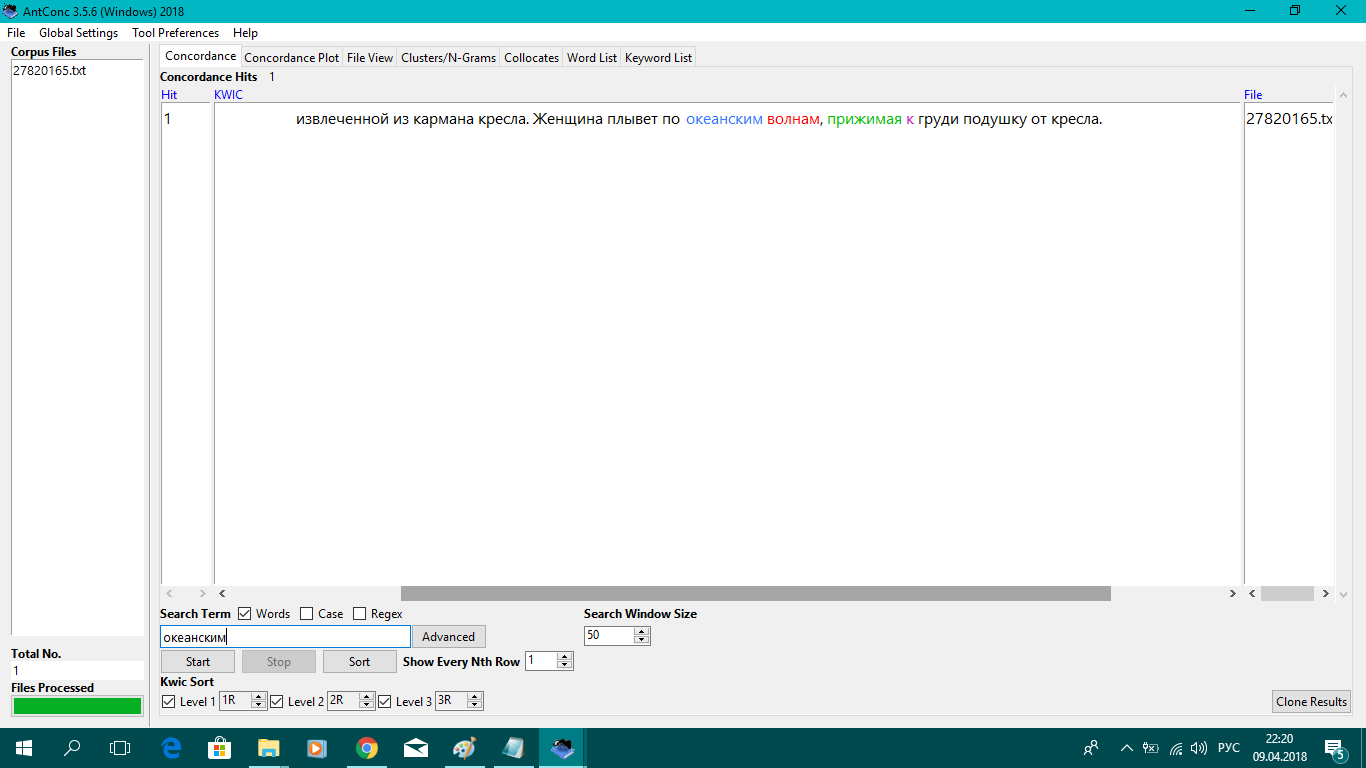 AntConc 3.5.6 (Windows) 2018
File Global Settings Tool Preferences Help
Corpus Files
27820165.txt
Concordance Concordance Plot File View Clusters/N-Grams Collocates Word List Keyword List
Concordance Hits 1
Hit KWIC File
1 извлеченной из кармана кресла. Женщина плывет по океанским волнам, прижимая к груди подушку от кресла. 27820165.tx
Search Term Words Case Regex Search Window Size
океанским Advanced 50
Start Stop Sort Show Every Nth Row 1
Kwic Sort
Level 1 1R Level 2 2R Level 3 3R
Clone Results
Total No.
1
Files Processed
РУС 22:20
09.04.2018
5